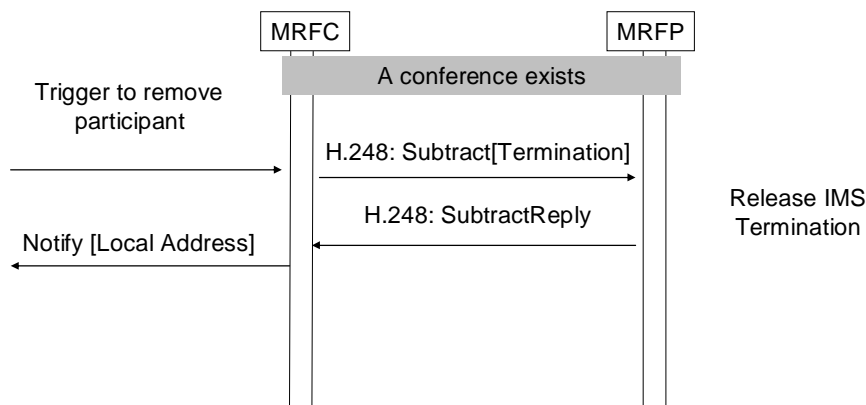 MRFC
MRFP
A conference exists
Trigger to remove
participant
H.248: Subtract[Termination]
H.248: SubtractReply
Release IMS
Termination
Notify [Local Address]